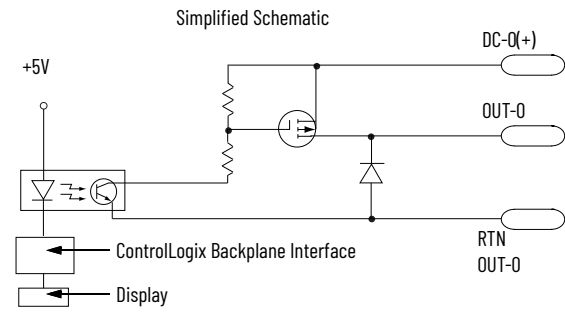 Simplified Schematic
DC-0(+)
+5V
OUT-0
RTN
OUT-0
ControlLogix Backplane Interface
Display